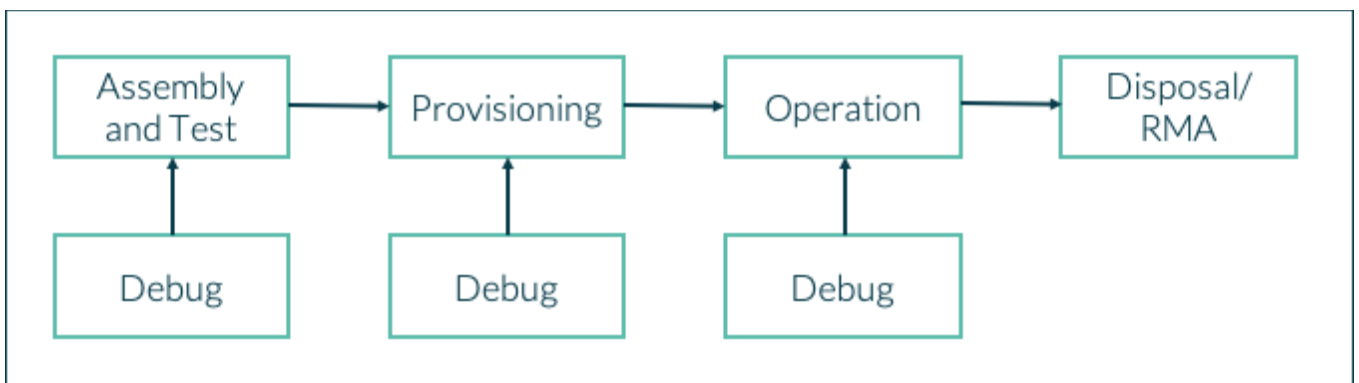 Assembly
and Test
Provisioning
Operation
Disposal/
RMA
Debug
Debug
Debug